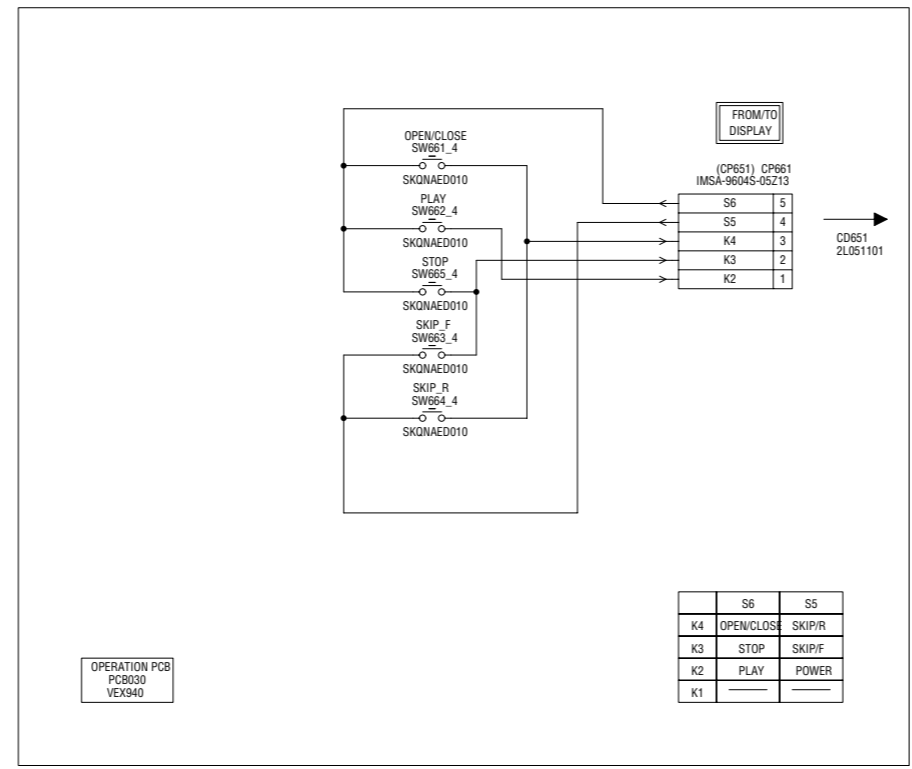 FROM/TO
DISPLAY
OPEN/CLOSE
SW661_4
SKQNAED010
PLAY
SW662_4
SKQNAED010
STOP
SW665_4
SKQNAED010
SKIP_F
SW663_4
SKQNAED010
SKIP_R
SW664_4
SKQNAED010
(CP651) CP661
IMSA-9604S-05Z13
S6 5
S5 4
K4 3
K3 2
K2 1
CD651
2L051101
S6 S5
K4 OPEN/CLOSE SKIP/R
K3 STOP SKIP/F
K2 PLAY POWER
K1
OPERATION PCB
PCB030
VEX940